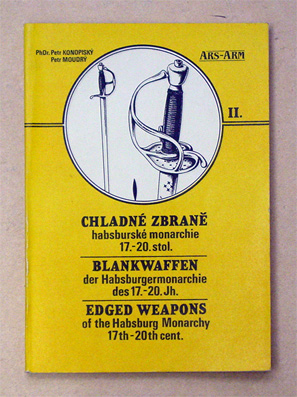 PhDr. Petr KONOPISKÝ
Petr MOUDRÝ
ARS-ARM
II.
CHLADNÉ ZBRANĚ
habsburské monarchie
17.-20. stol.
BLANKWAFFEN
der Habsburgermonarchie
des 17.-20. Jh.
EDGED WEAPONS
of the Habsburg Monarchy
17th-20th cent.